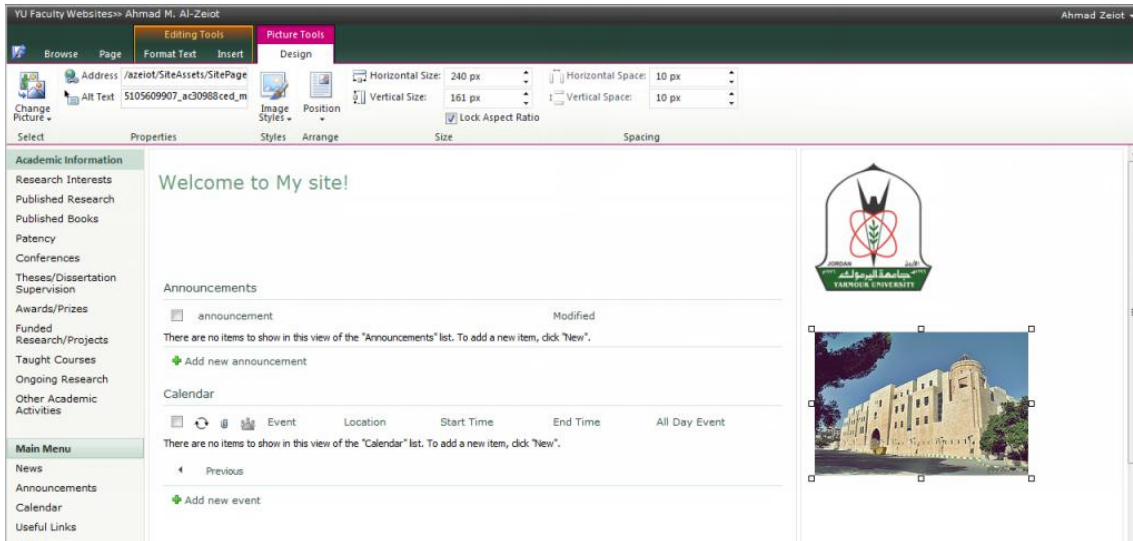 YU Faculty Websites»» Ahmad M. Al-Zeiot
Ahmad Zeiot
Editing Tools
Picture Tools
Browse Page Format Text Insert Design
Change Picture
Address /azeiot/SiteAssets/SitePage
Alt Text 5105609907_ac30988ced_m
Image Styles
Position
Horizontal Size: 240 px
Vertical Size: 161 px
Lock Aspect Ratio
Horizontal Space: 10 px
Vertical Space: 10 px
Select Properties Styles Arrange Size Spacing
Academic Information
Research Interests
Published Research
Published Books
Patency
Conferences
Theses/Dissertation
Supervision
Awards/Prizes
Funded
Research/Projects
Taught Courses
Ongoing Research
Other Academic
Activities
Main Menu
News
Announcements
Calendar
Useful Links
Welcome to My site!
Announcements
announcement Modified
There are no items to show in this view of the "Announcements" list. To add a new item, click "New".
Add new announcement
Calendar
Event Location Start Time End Time All Day Event
There are no items to show in this view of the "Calendar" list. To add a new item, click "New".
Previous
Add new event
JORDAN الأردن
جامعة اليرموك
YARMOUK UNIVERSITY